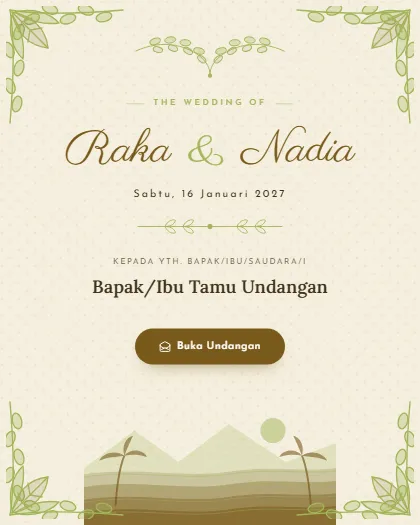 THE WEDDING OF
Raka & Nadia
Sabtu, 16 Januari 2027
KEPADA YTH. BAPAK/IBU/SAUDARA/I
Bapak/Ibu Tamu Undangan
Buka Undangan